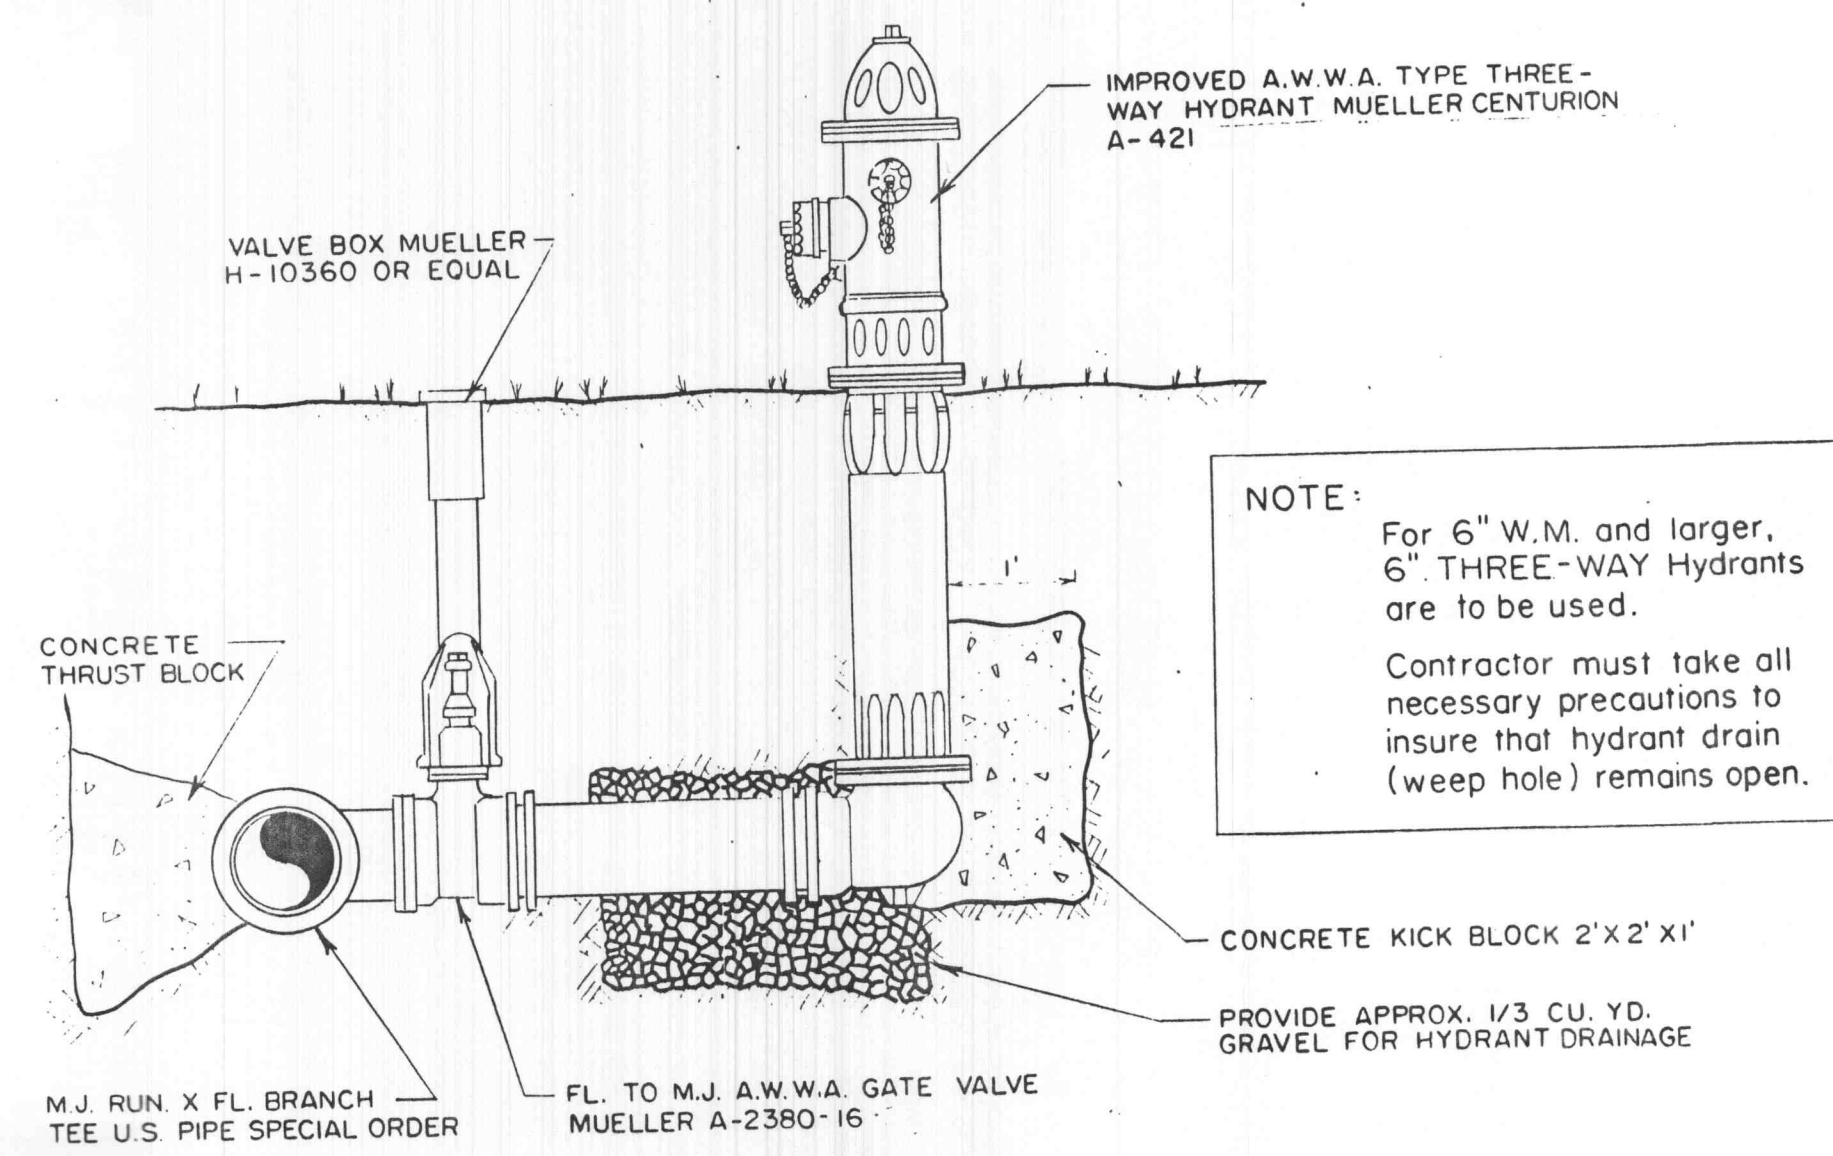 IMPROVED A.W.W.A. TYPE THREE-
WAY HYDRANT MUELLER CENTURION
A-421
VALVE BOX MUELLER
H-10360 OR EQUAL
NOTE:
For 6" W.M. and larger,
6" THREE-WAY Hydrants
are to be used.
Contractor must take all
necessary precautions to
insure that hydrant drain
(weep hole) remains open.
1'
CONCRETE
THRUST BLOCK
CONCRETE KICK BLOCK 2'X2'X1'
PROVIDE APPROX. 1/3 CU. YD.
GRAVEL FOR HYDRANT DRAINAGE
FL. TO M.J. A.W.W.A. GATE VALVE
MUELLER A-2380-16
M.J. RUN. X FL. BRANCH
TEE U.S. PIPE SPECIAL ORDER